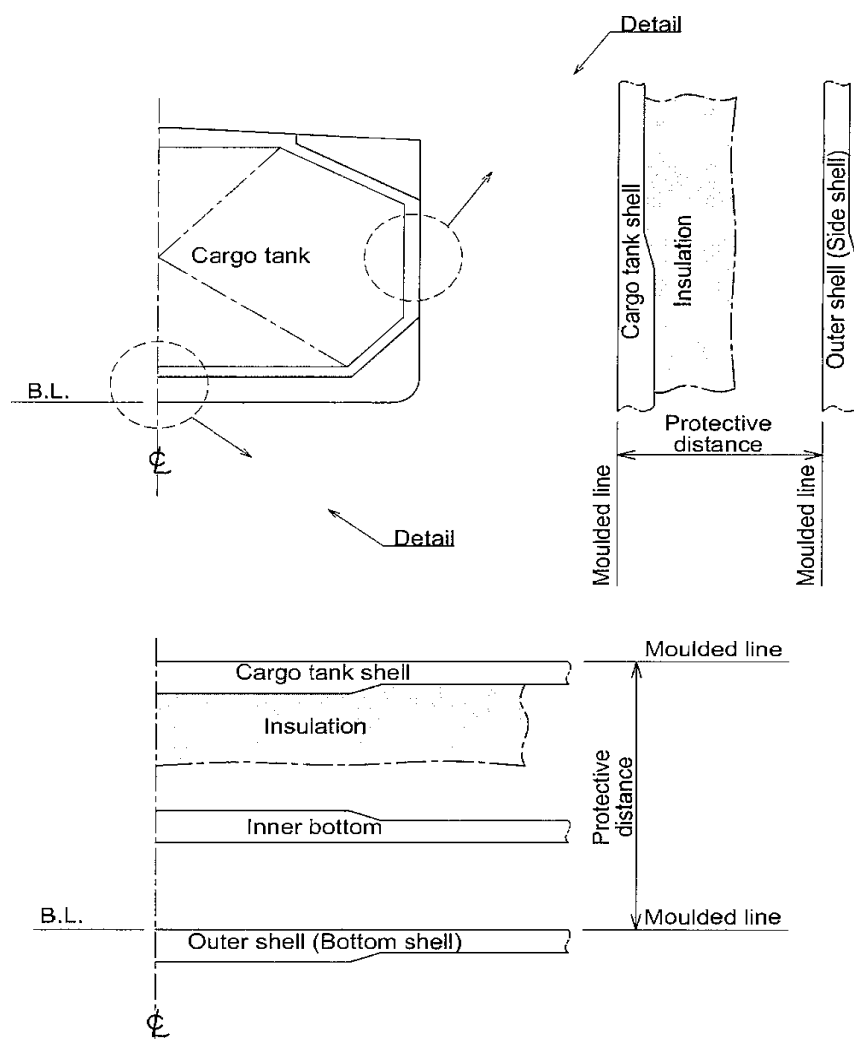 Detail
Cargo tank
B.L.
℄
Detail
Cargo tank shell
Insulation
Outer shell (Side shell)
Protective
distance
Moulded line
Moulded line
Moulded line
Cargo tank shell
Insulation
Inner bottom
Protective
distance
B.L.
Moulded line
Outer shell (Bottom shell)
℄